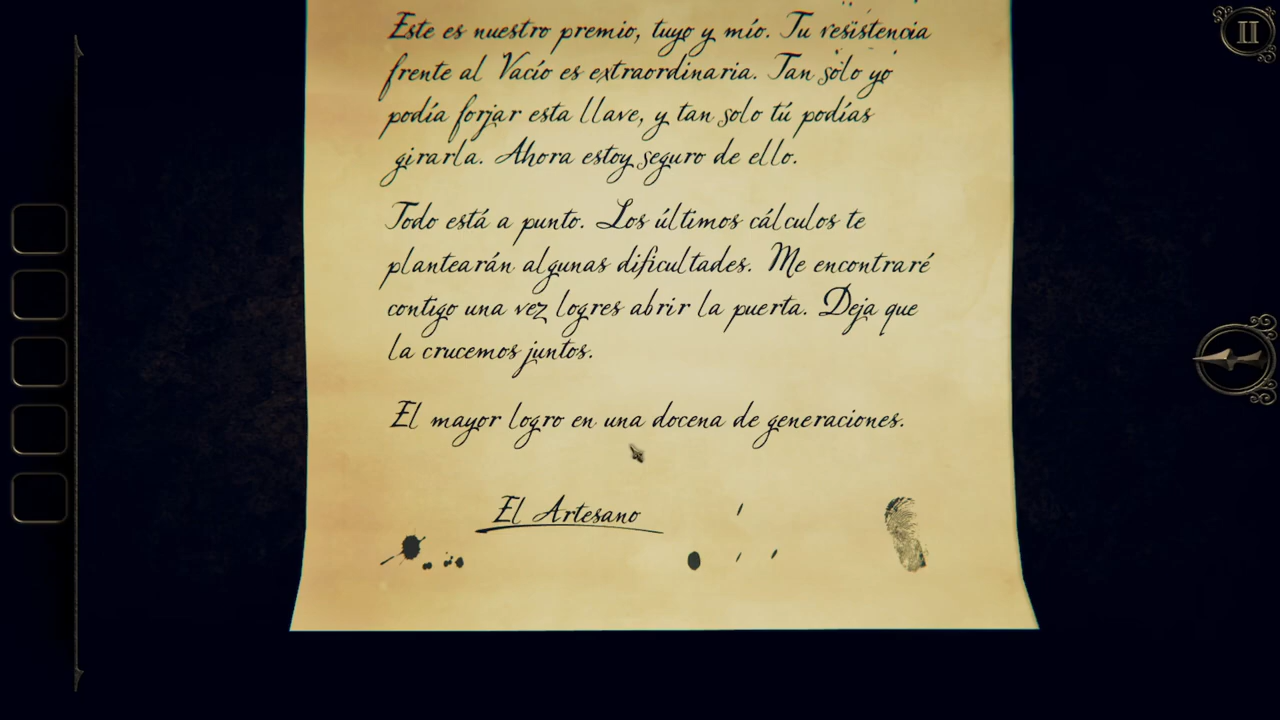 Este es nuestro premio, tuyo y mío. Tu resistencia
frente al Vacío es extraordinaria. Tan sólo yo
podía forjar esta llave, y tan solo tú podías
girarla. Ahora estoy seguro de ello.
Todo está a punto. Los últimos cálculos te
plantearán algunas dificultades. Me encontraré
contigo una vez logres abrir la puerta. Deja que
la crucemos juntos.
El mayor logro en una docena de generaciones.
El Artesano